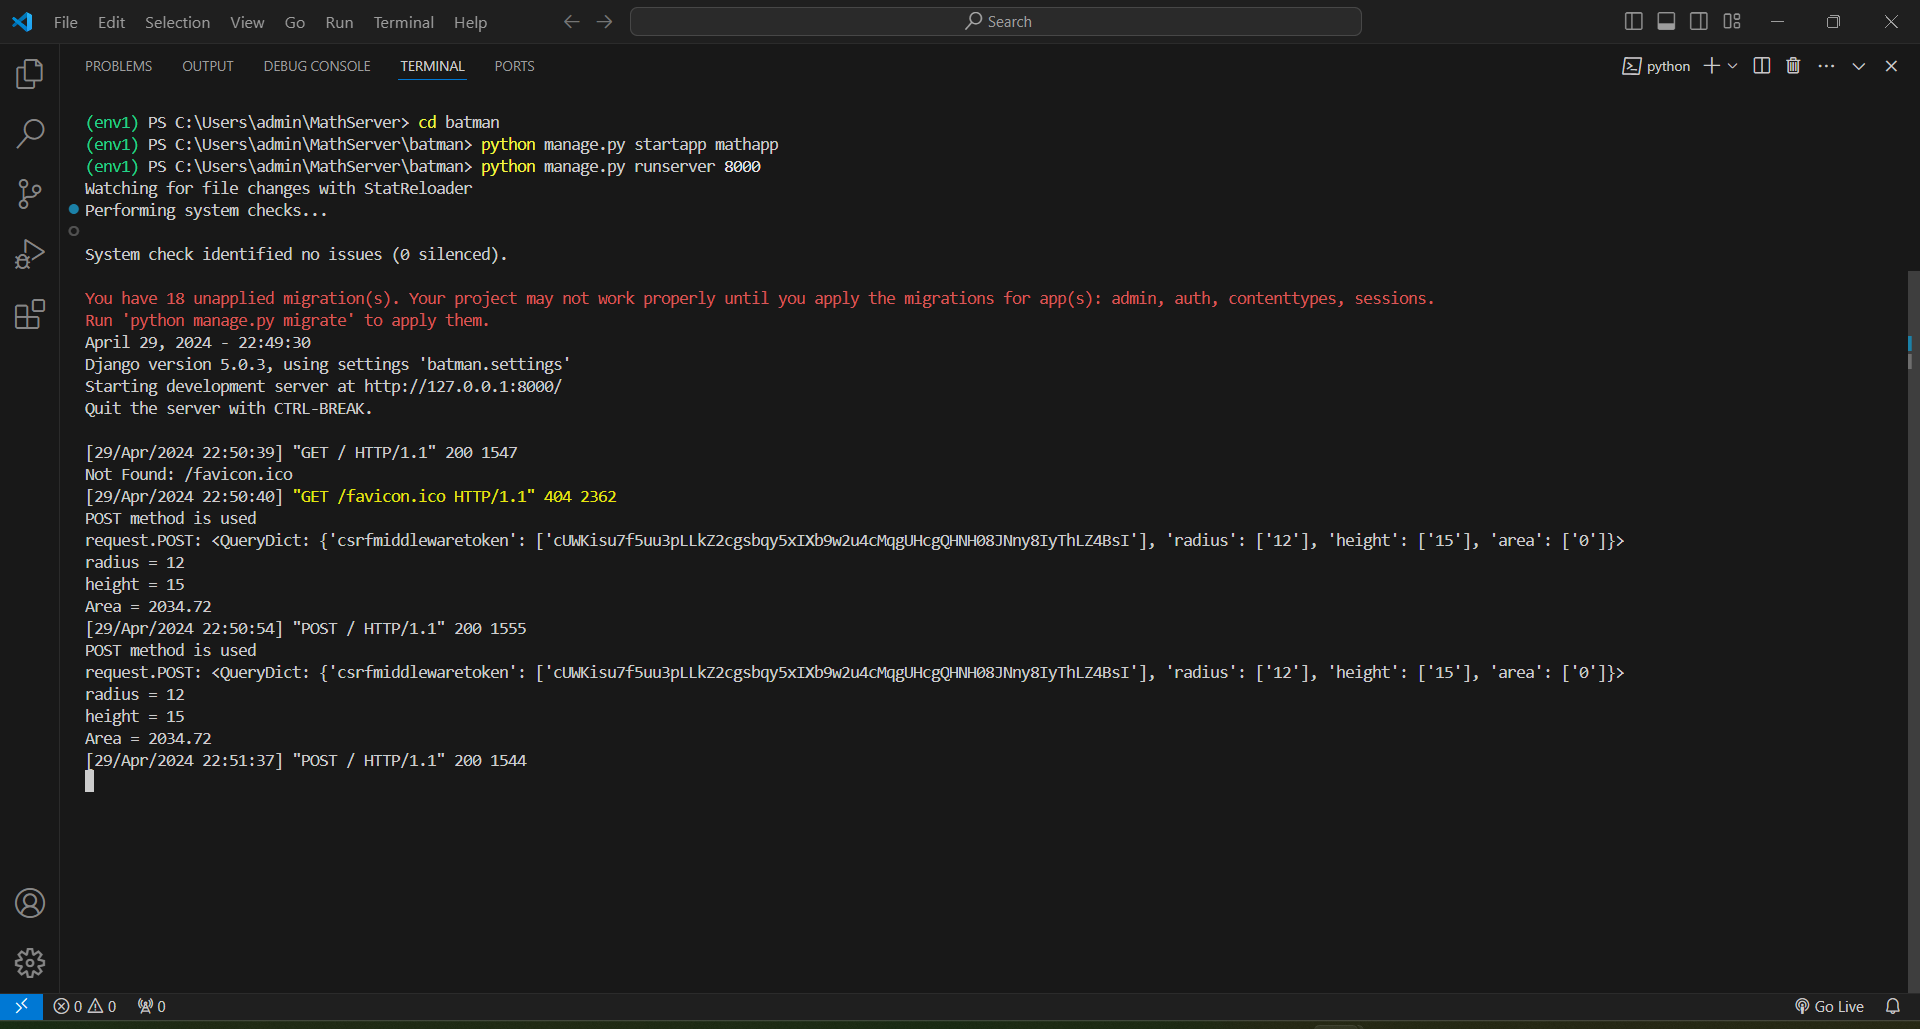 File Edit Selection View Go Run Terminal Help Search
PROBLEMS OUTPUT DEBUG CONSOLE TERMINAL PORTS python
(env1) PS C:\Users\admin\MathServer> cd batman
(env1) PS C:\Users\admin\MathServer\batman> python manage.py startapp mathapp
(env1) PS C:\Users\admin\MathServer\batman> python manage.py runserver 8000
Watching for file changes with StatReloader
Performing system checks...
System check identified no issues (0 silenced).
You have 18 unapplied migration(s). Your project may not work properly until you apply the migrations for app(s): admin, auth, contenttypes, sessions.
Run 'python manage.py migrate' to apply them.
April 29, 2024 - 22:49:30
Django version 5.0.3, using settings 'batman.settings'
Starting development server at http://127.0.0.1:8000/
Quit the server with CTRL-BREAK.
[29/Apr/2024 22:50:39] "GET / HTTP/1.1" 200 1547
Not Found: /favicon.ico
[29/Apr/2024 22:50:40] "GET /favicon.ico HTTP/1.1" 404 2362
POST method is used
request.POST: <QueryDict: {'csrfmiddlewaretoken': ['cUWKisu7f5uu3pLLkZ2cgsbqy5xIXb9w2u4cMqgUHcgQHNH08JNny8IyThLZ4BsI'], 'radius': ['12'], 'height': ['15'], 'area': ['0']}>
radius = 12
height = 15
Area = 2034.72
[29/Apr/2024 22:50:54] "POST / HTTP/1.1" 200 1555
POST method is used
request.POST: <QueryDict: {'csrfmiddlewaretoken': ['cUWKisu7f5uu3pLLkZ2cgsbqy5xIXb9w2u4cMqgUHcgQHNH08JNny8IyThLZ4BsI'], 'radius': ['12'], 'height': ['15'], 'area': ['0']}>
radius = 12
height = 15
Area = 2034.72
[29/Apr/2024 22:51:37] "POST / HTTP/1.1" 200 1544
0 0 0 Go Live